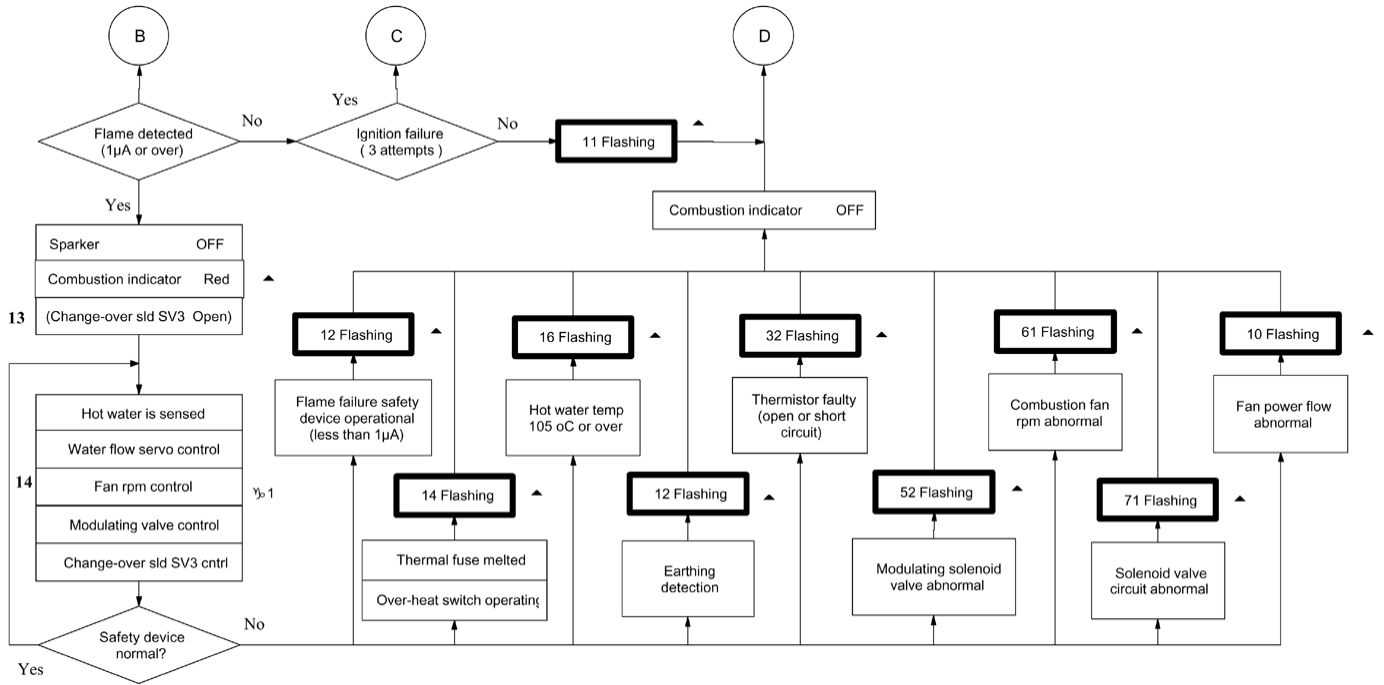 B
C
D
Flame detected
(1µA or over)
No
Yes
Ignition failure
( 3 attempts )
No
11 Flashing
Yes
Combustion indicator OFF
Sparker OFF
Combustion indicator Red
13
(Change-over sld SV3 Open)
12 Flashing
16 Flashing
32 Flashing
61 Flashing
10 Flashing
Flame failure safety
device operational
(less than 1µA)
Hot water temp
105 oC or over
Thermistor faulty
(open or short
circuit)
Combustion fan
rpm abnormal
Fan power flow
abnormal
Hot water is sensed
Water flow servo control
14
Fan rpm control
♑1
Modulating valve control
Change-over sld SV3 cntrl
14 Flashing
12 Flashing
52 Flashing
71 Flashing
Thermal fuse melted
Over-heat switch operating
Earthing
detection
Modulating solenoid
valve abnormal
Solenoid valve
circuit abnormal
Safety device
normal?
No
Yes